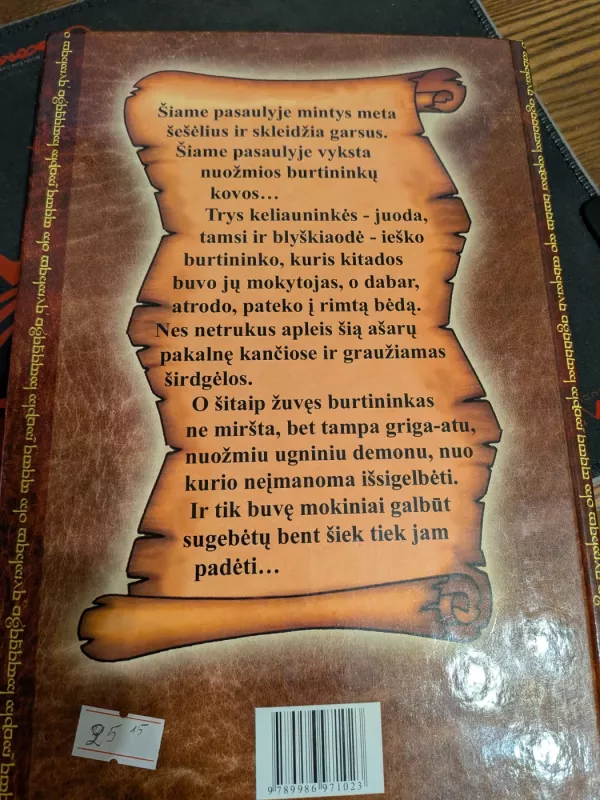 Šiame pasaulyje mintys meta
šešėlius ir skleidžia garsus.
Šiame pasaulyje vyksta
nuožmios burtininkų
kovos…
Trys keliauninkės - juoda,
tamsi ir blyškiaodė - ieško
burtininko, kuris kitados
buvo jų mokytojas, o dabar,
atrodo, pateko į rimtą bėdą.
Nes netrukus apleis šią ašarų
pakalnę kančiose ir graužiamas
širdgėlos.
O šitaip žuvęs burtininkas
ne miršta, bet tampa griga-atu,
nuožmiu ugniniu demonu, nuo
kurio neįmanoma išsigelbėti.
Ir tik buvę mokiniai galbūt
sugebėtų bent šiek tiek jam
padėti…
25 15
9 789986 971023